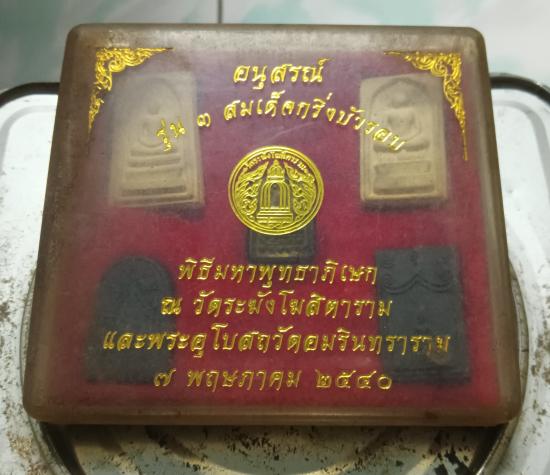 อนุสรณ์
รุ่น ๓ สมเด็จกริ่งบัวรอบ
พิธีมหาพุทธาภิเษก
ณ วัดระฆังโฆสิตาราม
และพระอุโบสถวัดอมรินทราราม
๗ พฤษภาคม ๒๕๔๐